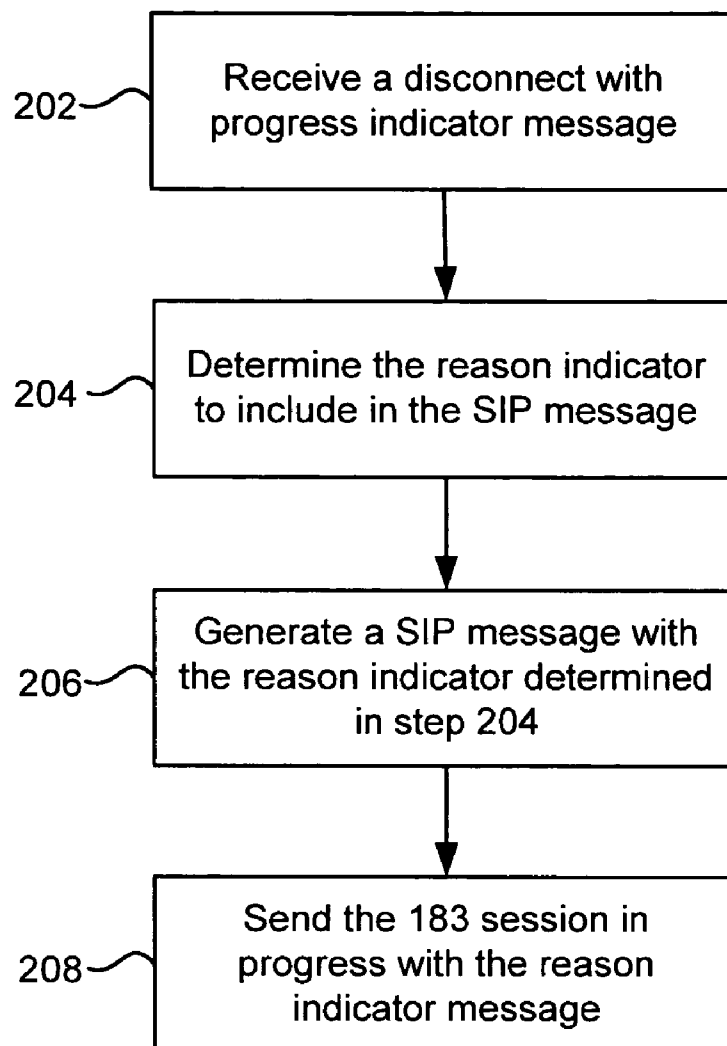 202
Receive a disconnect with
progress indicator message
204
Determine the reason indicator
to include in the SIP message
206
Generate a SIP message with
the reason indicator determined
in step 204
208
Send the 183 session in
progress with the reason
indicator message